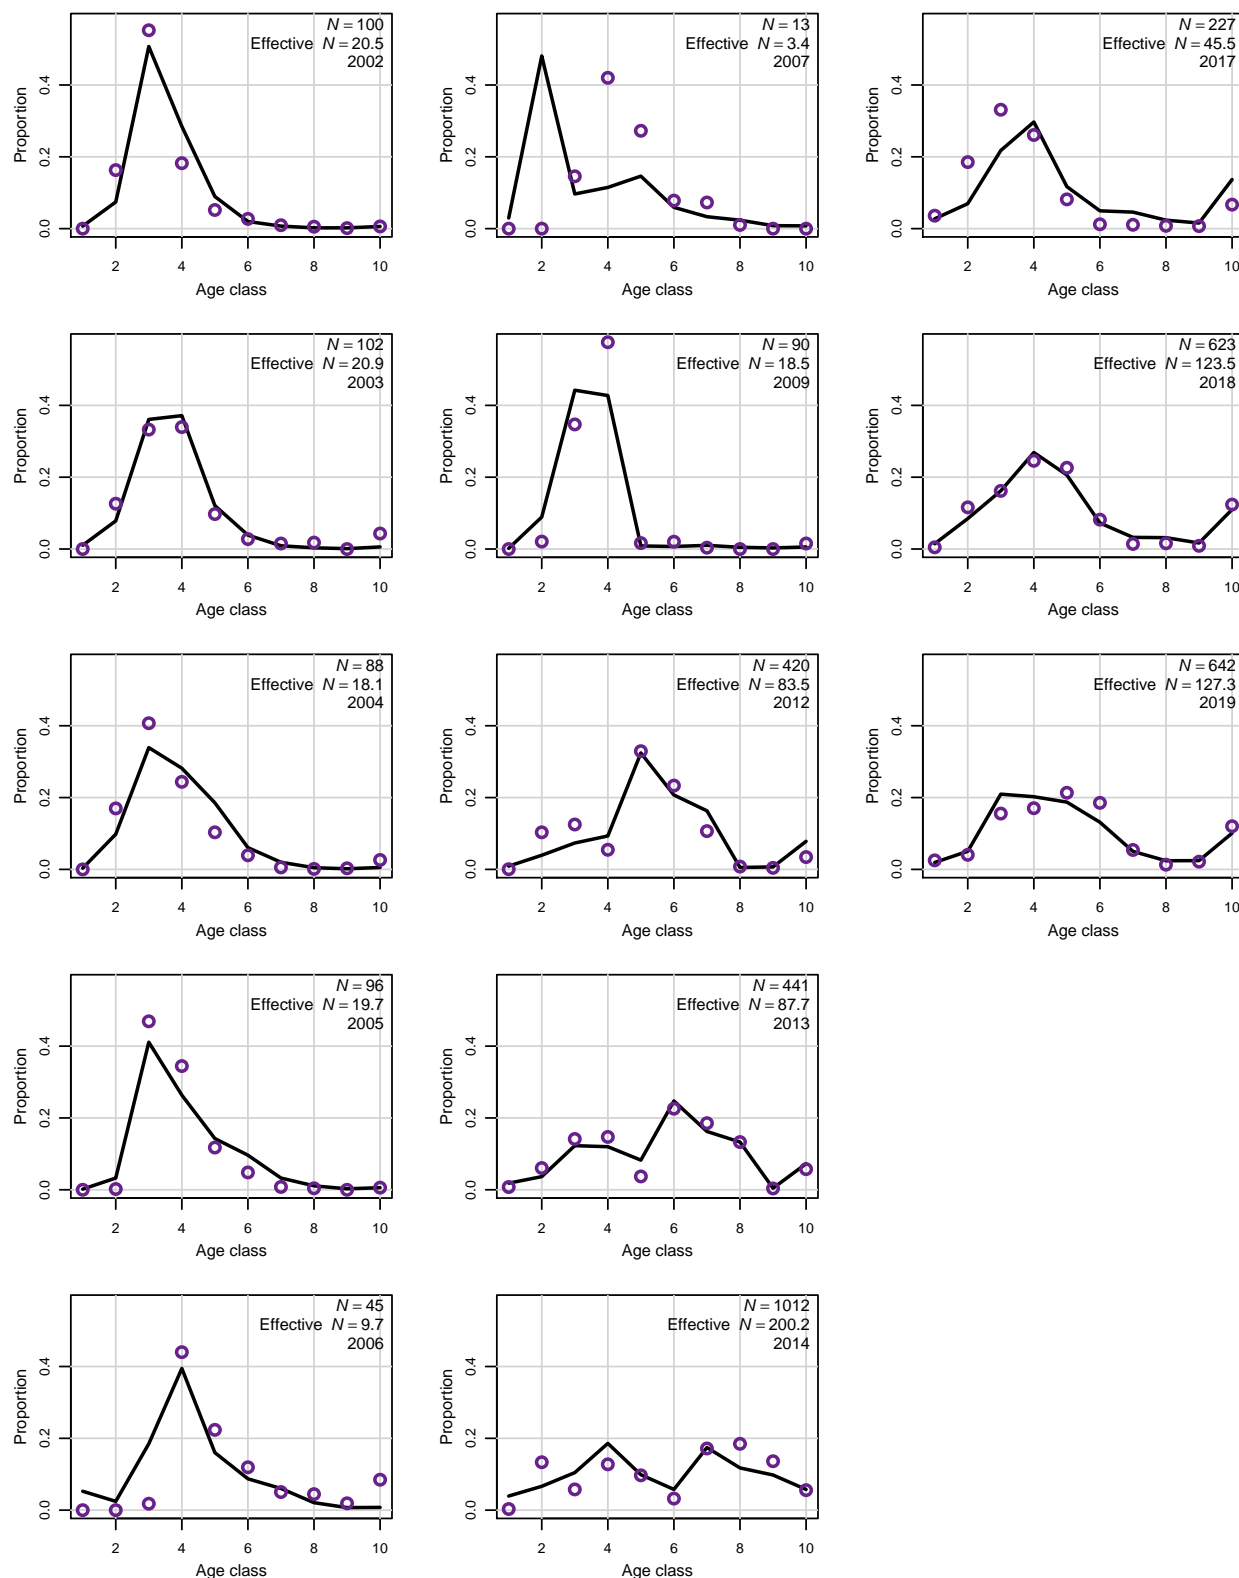 N = 100
Effective N = 20.5
2002
Proportion
0.0 0.2 0.4
2 4 6 8 10
Age class
N = 13
Effective N = 3.4
2007
Proportion
0.0 0.2 0.4
2 4 6 8 10
Age class
N = 227
Effective N = 45.5
2017
Proportion
0.0 0.2 0.4
2 4 6 8 10
Age class
N = 102
Effective N = 20.9
2003
Proportion
0.0 0.2 0.4
2 4 6 8 10
Age class
N = 90
Effective N = 18.5
2009
Proportion
0.0 0.2 0.4
2 4 6 8 10
Age class
N = 623
Effective N = 123.5
2018
Proportion
0.0 0.2 0.4
2 4 6 8 10
Age class
N = 88
Effective N = 18.1
2004
Proportion
0.0 0.2 0.4
2 4 6 8 10
Age class
N = 420
Effective N = 83.5
2012
Proportion
0.0 0.2 0.4
2 4 6 8 10
Age class
N = 642
Effective N = 127.3
2019
Proportion
0.0 0.2 0.4
2 4 6 8 10
Age class
N = 96
Effective N = 19.7
2005
Proportion
0.0 0.2 0.4
2 4 6 8 10
Age class
N = 441
Effective N = 87.7
2013
Proportion
0.0 0.2 0.4
2 4 6 8 10
Age class
N = 45
Effective N = 9.7
2006
Proportion
0.0 0.2 0.4
2 4 6 8 10
Age class
N = 1012
Effective N = 200.2
2014
Proportion
0.0 0.2 0.4
2 4 6 8 10
Age class